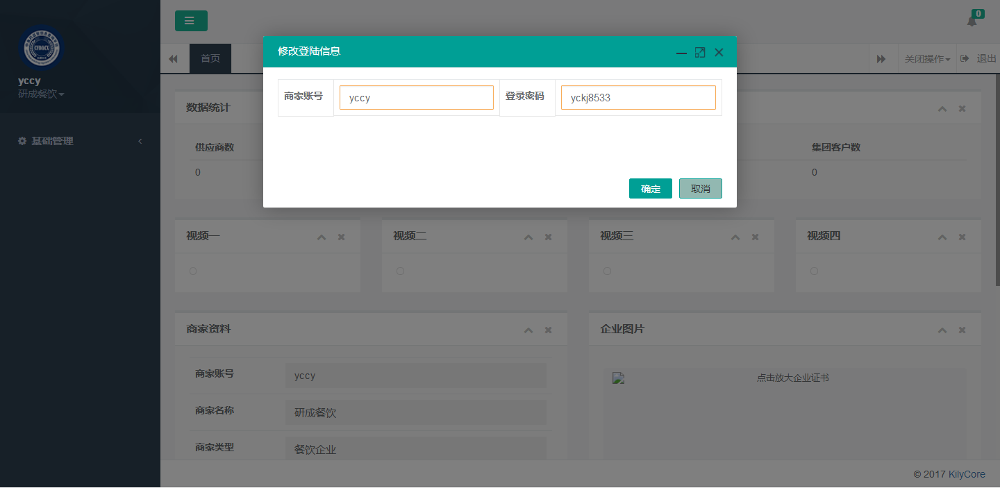 0
首页
关闭操作
退出
CFDACX
yccy
研成餐饮
基础管理
修改登陆信息
商家账号 yccy 登录密码 yckj8533
确定 取消
数据统计
供应商数 集团客户数
0 0
视频一 视频二 视频三 视频四
商家资料 企业图片
商家账号 yccy
点击放大企业证书
商家名称 研成餐饮
商家类型 餐饮企业
© 2017 KilyCore